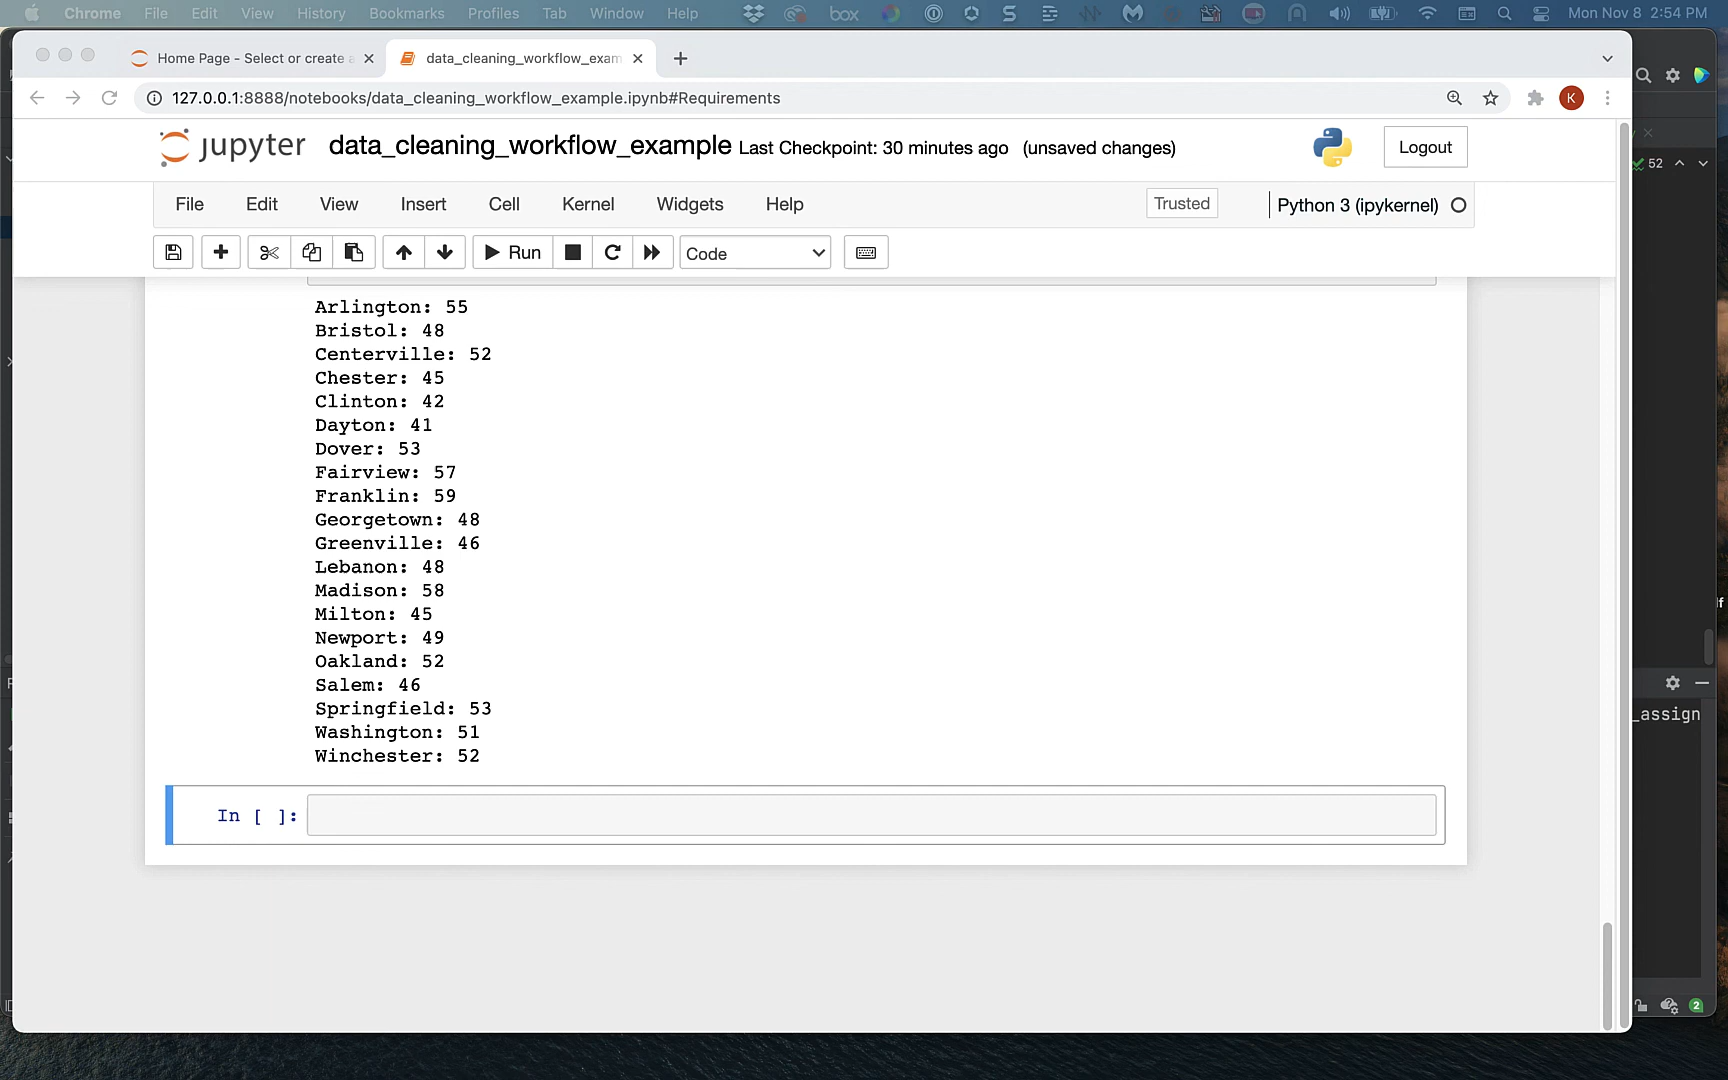 Chrome File Edit View History Bookmarks Profiles Tab Window Help box Mon Nov 8 2:54 PM
Home Page - Select or create a
data_cleaning_workflow_exam
127.0.0.1:8888/notebooks/data_cleaning_workflow_example.ipynb#Requirements
K
jupyter data_cleaning_workflow_example Last Checkpoint: 30 minutes ago (unsaved changes) Logout
52
File Edit View Insert Cell Kernel Widgets Help Trusted Python 3 (ipykernel)
Run Code
Arlington: 55
Bristol: 48
Centerville: 52
Chester: 45
Clinton: 42
Dayton: 41
Dover: 53
Fairview: 57
Franklin: 59
Georgetown: 48
Greenville: 46
Lebanon: 48
Madison: 58
Milton: 45
Newport: 49
Oakland: 52
Salem: 46
Springfield: 53
Washington: 51
Winchester: 52
_assign
In [ ]:
2